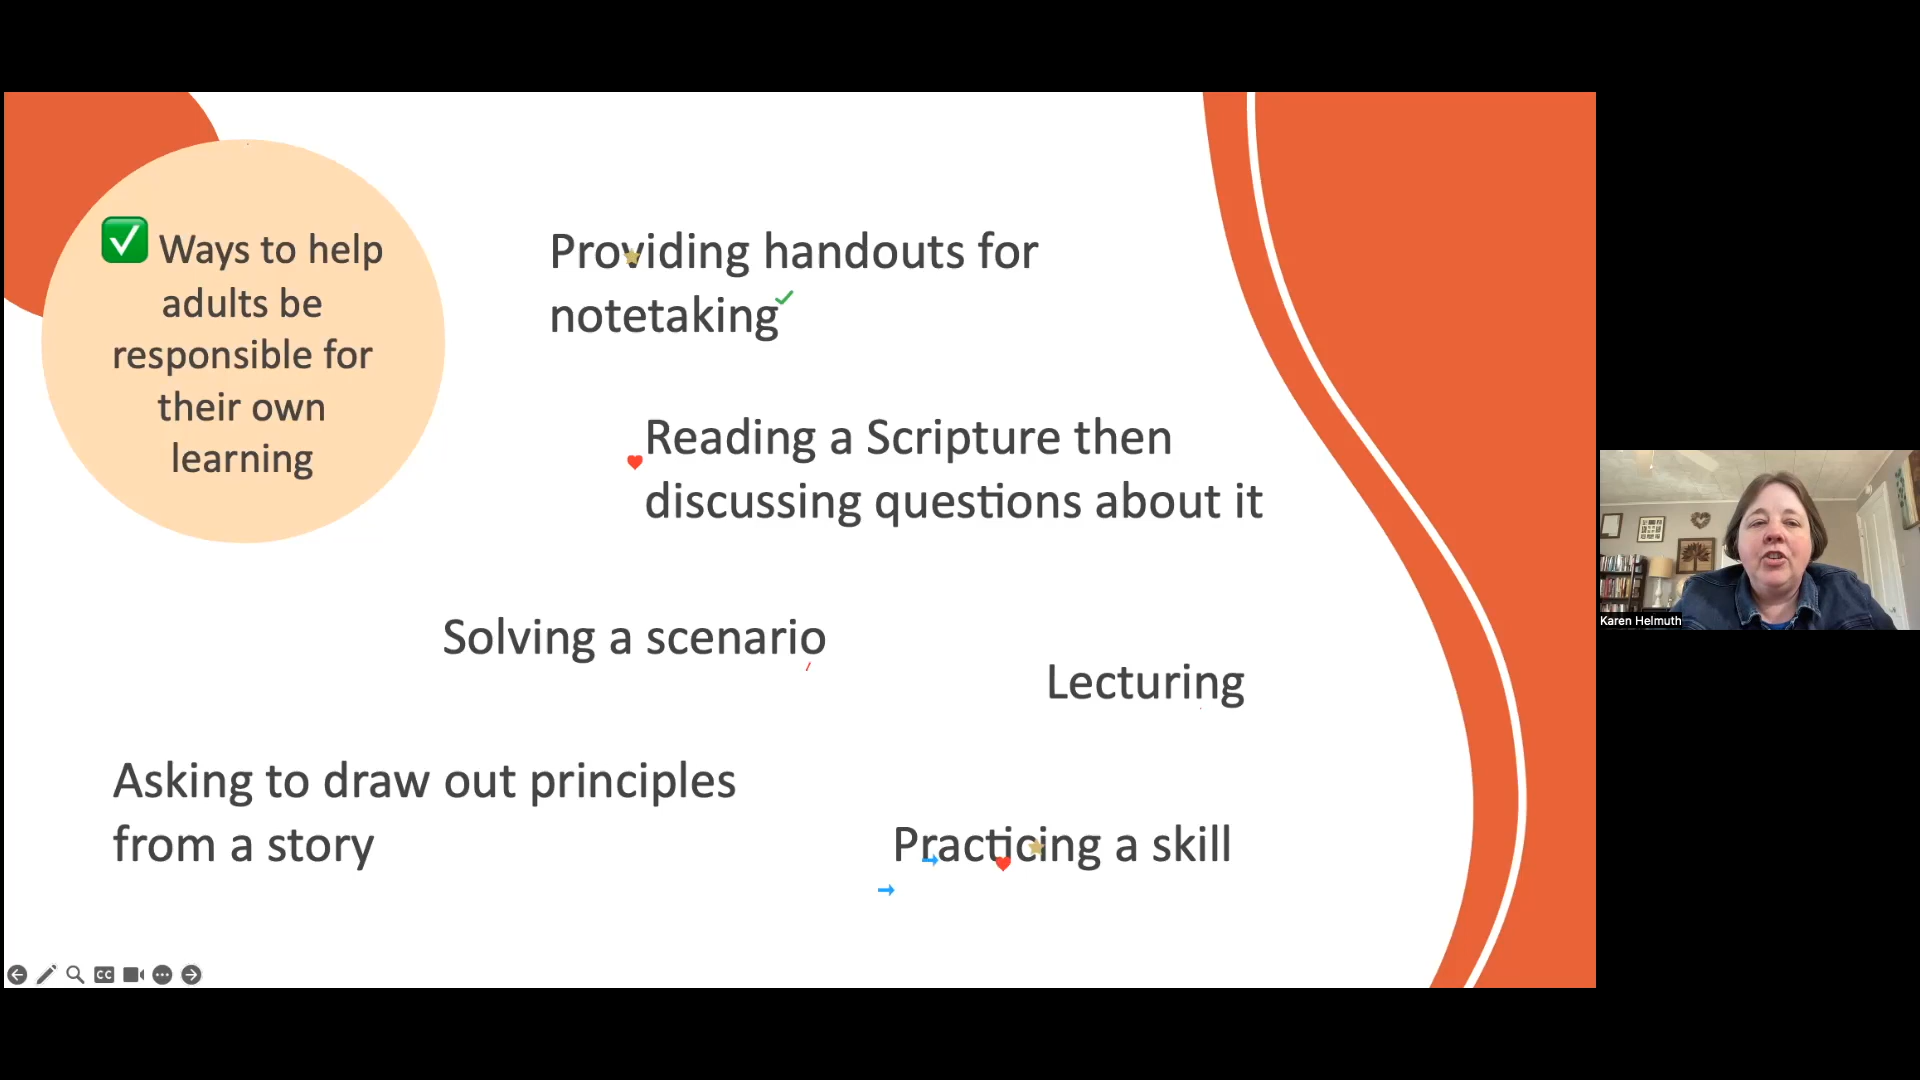 ✅ Ways to help
adults be
responsible for
their own
learning
Providing handouts for
notetaking
Reading a Scripture then
discussing questions about it
Solving a scenario
Lecturing
Asking to draw out principles
from a story
Practicing a skill
CC
Karen Helmuth